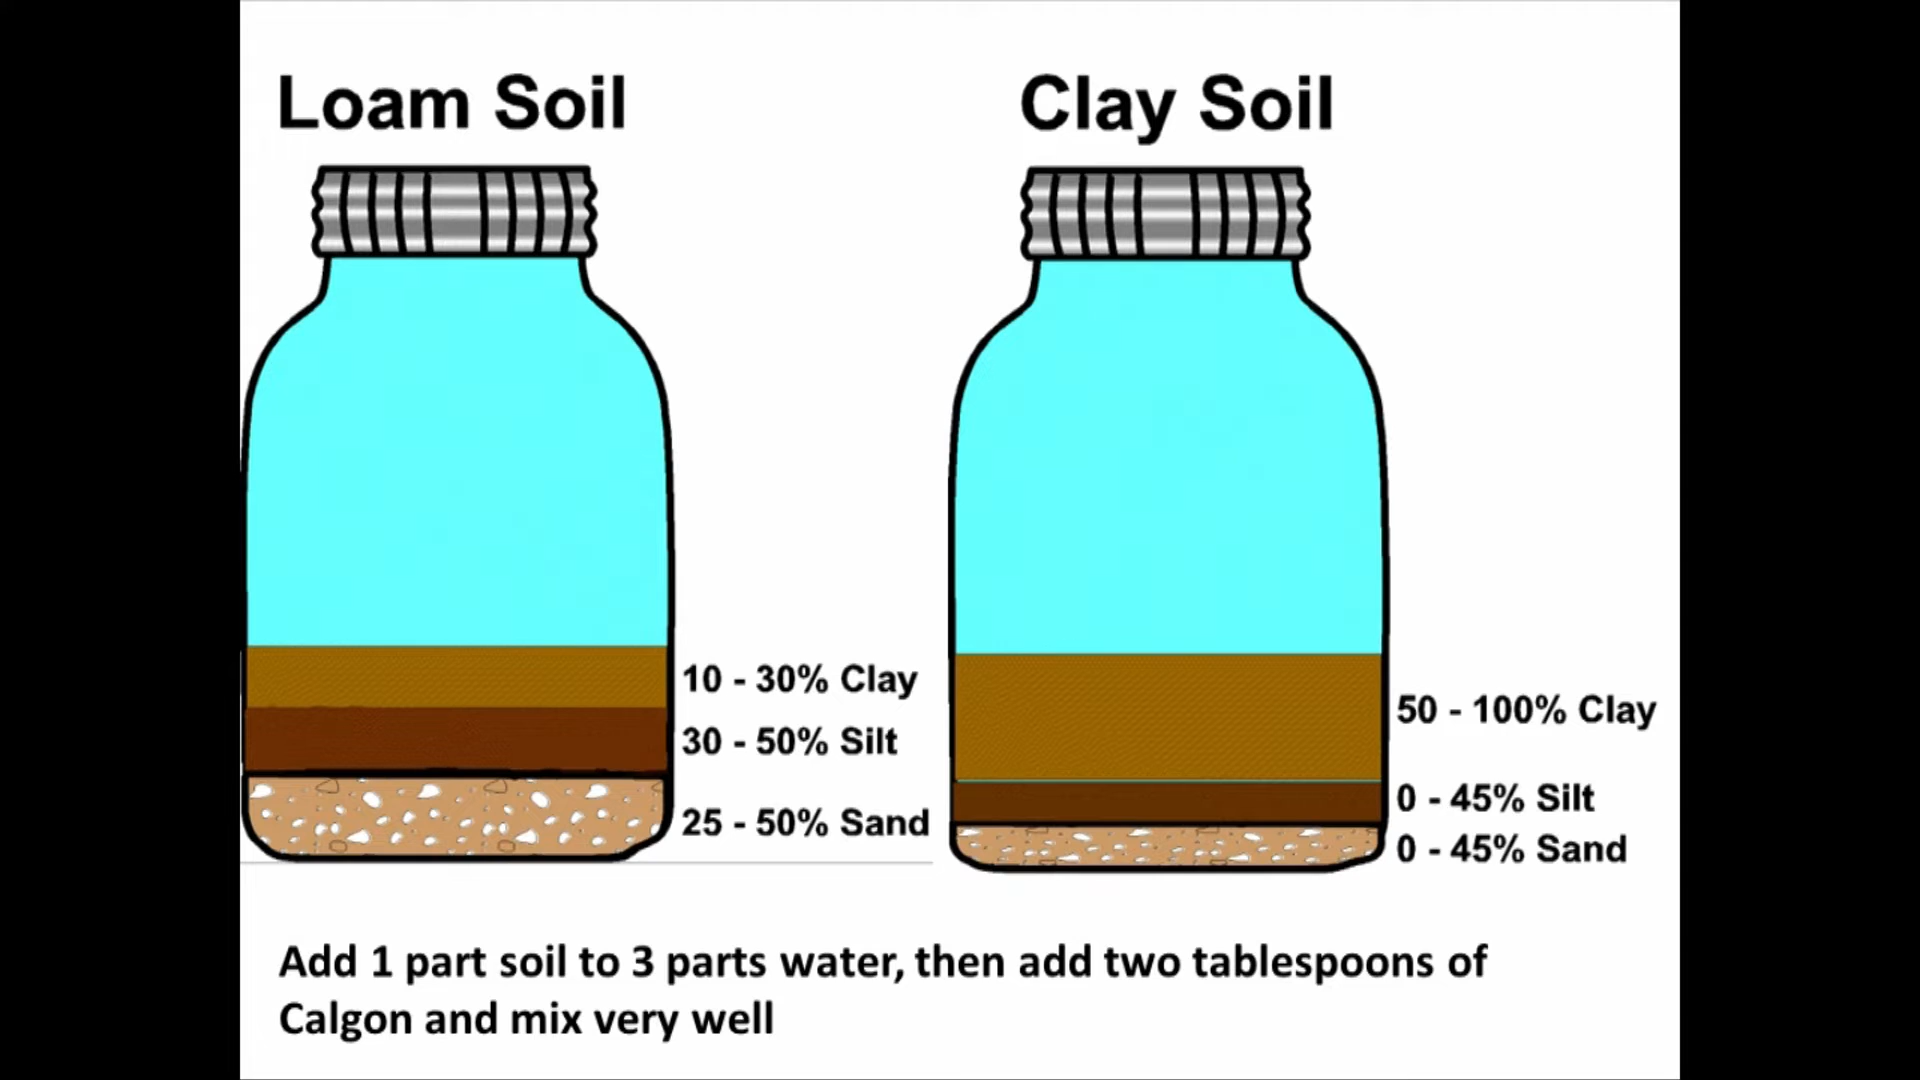 Loam Soil
Clay Soil
10 - 30% Clay
30 - 50% Silt
25 - 50% Sand
50 - 100% Clay
0 - 45% Silt
0 - 45% Sand
Add 1 part soil to 3 parts water, then add two tablespoons of
Calgon and mix very well